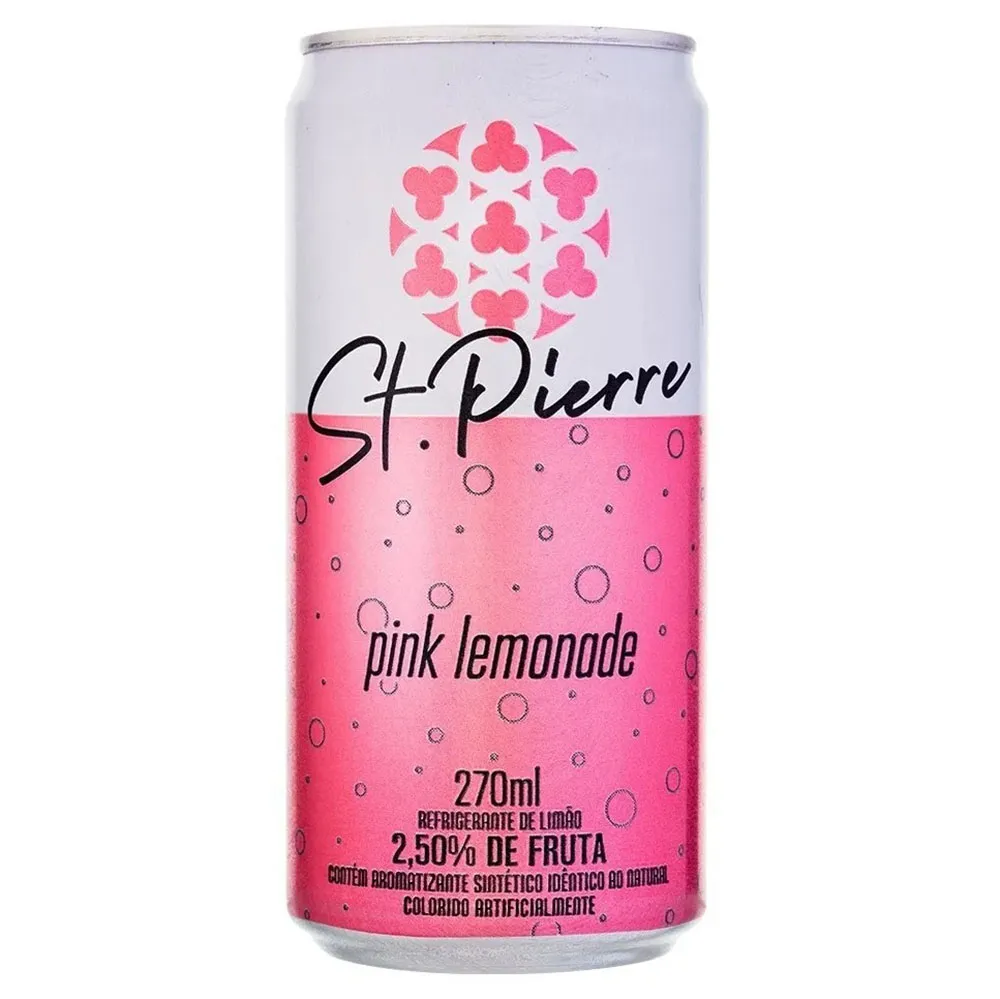 St. Pierre
pink lemonade
270ml
REFRIGERANTE DE LIMÃO
2,50% DE FRUTA
CONTÉM AROMATIZANTE SINTÉTICO IDÊNTICO AO NATURAL
COLORIDO ARTIFICIALMENTE